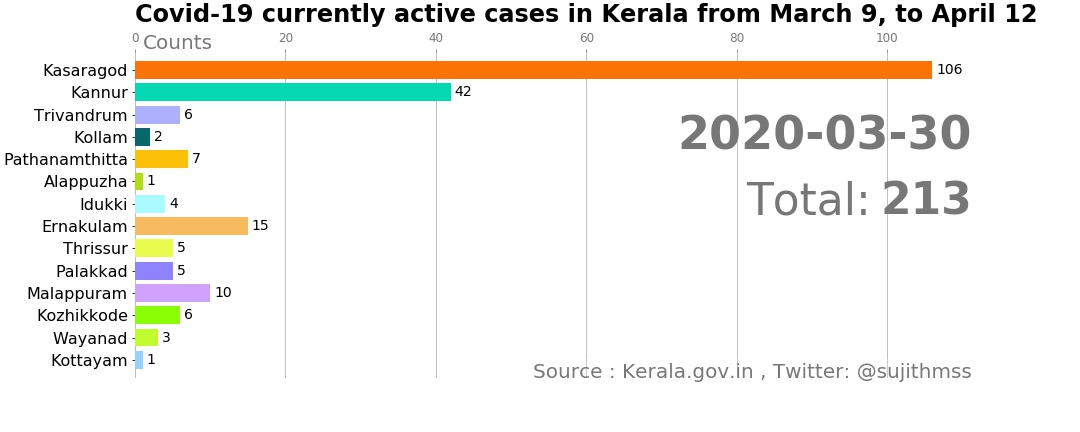 Covid-19 currently active cases in Kerala from March 9, to April 12
0 20 40 60 80 100
Counts
Kasaragod 106
Kannur 42
Trivandrum 6
Kollam 2
Pathanamthitta 7
Alappuzha 1
Idukki 4
Ernakulam 15
Thrissur 5
Palakkad 5
Malappuram 10
Kozhikkode 6
Wayanad 3
Kottayam 1
2020-03-30
Total: 213
Source : Kerala.gov.in , Twitter: @sujithmss